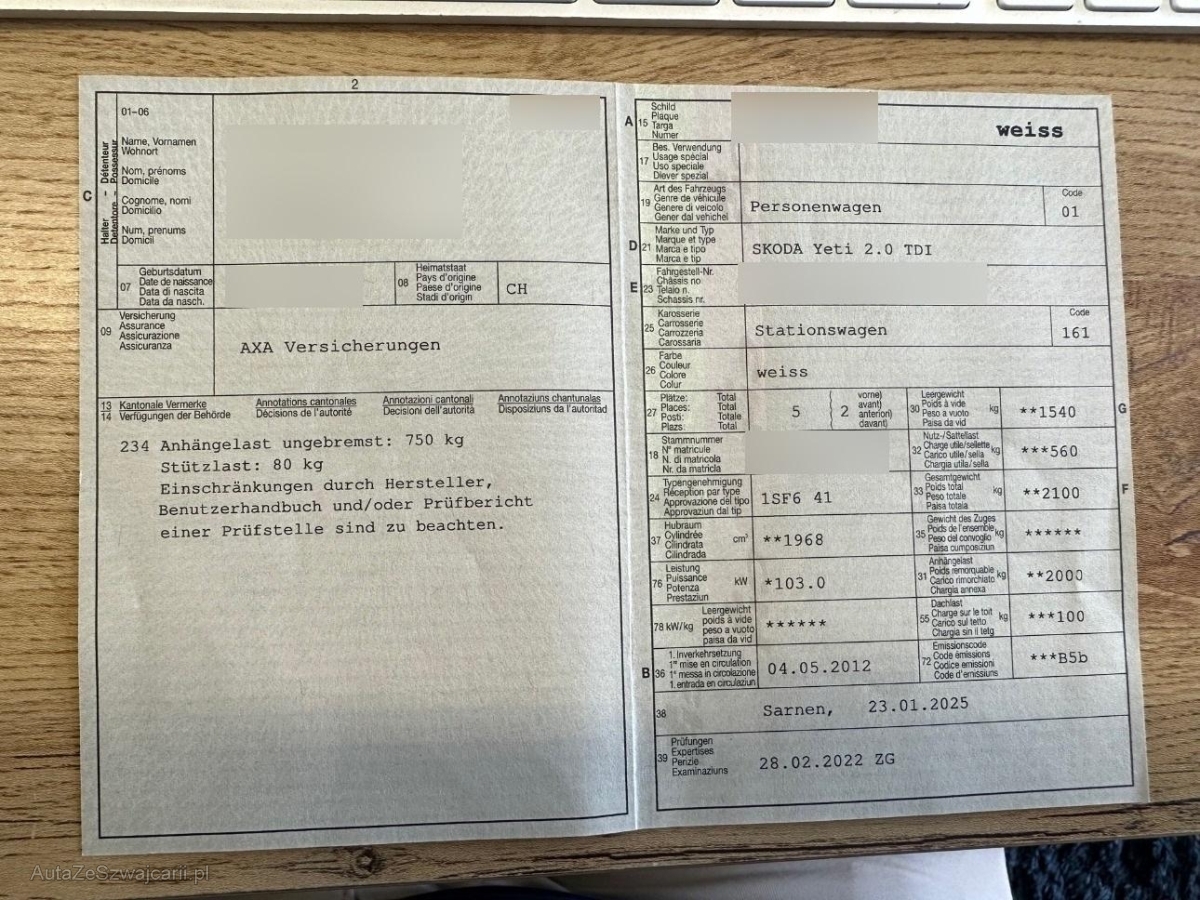 2
01–06
Name, Vornamen
Wohnort
Nom, prénoms
Domicile
Cognome, nomi
Domicilio
Num, prenums
Domicil
C
Halter – Détenteur
Detentore – Possessur
07
Geburtsdatum
Date de naissance
Data di nascita
Data da nasch.
08
Heimatstaat
Pays d'origine
Paese d'origine
Stadi d'origin
CH
09
Versicherung
Assurance
Assicurazione
Assicuranza
AXA Versicherungen
13 Kantonale Vermerke Annotations cantonales Annotazioni cantonali Annotaziuns chantunalas
14 Verfügungen der Behörde Décisions de l'autorité Decisioni dell'autorità Disposiziuns da l'autoritad
234 Anhängelast ungebremst: 750 kg
Stützlast: 80 kg
Einschränkungen durch Hersteller,
Benutzerhandbuch und/oder Prüfbericht
einer Prüfstelle sind zu beachten.
A 15
Schild
Plaque
Targa
Numer
weiss
17
Bes. Verwendung
Usage spécial
Uso speciale
Diever spezial
19
Art des Fahrzeugs
Genre de véhicule
Genere di veicolo
Gener dal vehichel
Personenwagen
Code
01
D 21
Marke und Typ
Marque et type
Marca e tipo
Marca e tip
SKODA Yeti 2.0 TDI
E 23
Fahrgestell-Nr.
Châssis no
Telaio n.
Schassis nr.
25
Karosserie
Carrosserie
Carrozzeria
Carossaria
Stationswagen
Code
161
26
Farbe
Couleur
Colore
Colur
weiss
27
Plätze: Total
Places: Total
Posti: Totale
Plazs: Total
5
2
vorne)
avant)
anteriori)
davant)
30
Leergewicht
Poids à vide
Peso a vuoto
Paisa da vid
kg
**1540
G
18
Stammnummer
N° matricule
N. di matricola
Nr. da matricla
32
Nutz-/Sattellast
Charge utile/sellette
Carico utile/sella
Chargia utila/sella
kg
***560
24
Typengenehmigung
Réception par type
Approvazione del tipo
Approvaziun dal tip
1SF6 41
33
Gesamtgewicht
Poids total
Peso totale
Paisa totala
kg
**2100
F
37
Hubraum
Cylindrée
Cilindrata
Cilindrada
cm³
**1968
35
Gewicht des Zuges
Poids de l'ensemble
Peso del convoglio
Paisa cumposiziun
kg
******
76
Leistung
Puissance
Potenza
Prestaziun
kW
*103.0
31
Anhängelast
Poids remorquable
Carico rimorchiato
Chargia annexa
kg
**2000
78 kW/kg
Leergewicht
poids à vide
peso a vuoto
paisa da vid
******
55
Dachlast
Charge sur le toit
Carico sul tetto
Chargia sin il tetg
kg
***100
B 36
1. Inverkehrsetzung
1re mise en circulation
1a messa in circolazione
1. entrada en circulaziun
04.05.2012
72
Emissionscode
Code émissions
Codice emissioni
Code d'emissiuns
***B5b
38
Sarnen, 23.01.2025
39
Prüfungen
Expertises
Perizie
Examinaziuns
28.02.2022 ZG
AutaZeSzwajcarii.pl